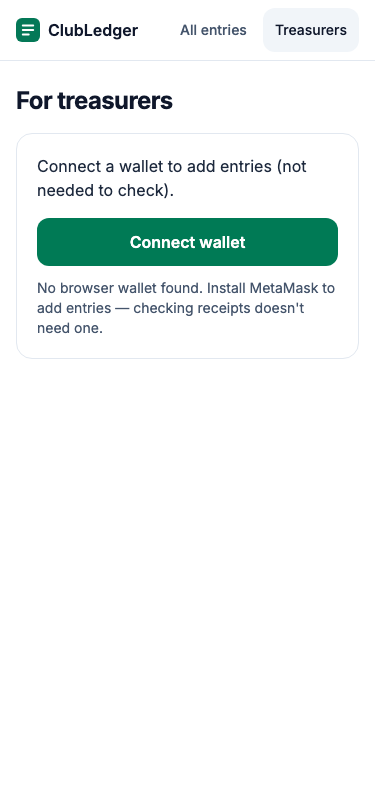 ClubLedger
All entries
Treasurers
For treasurers
Connect a wallet to add entries (not
needed to check).
Connect wallet
No browser wallet found. Install MetaMask to
add entries — checking receipts doesn't
need one.